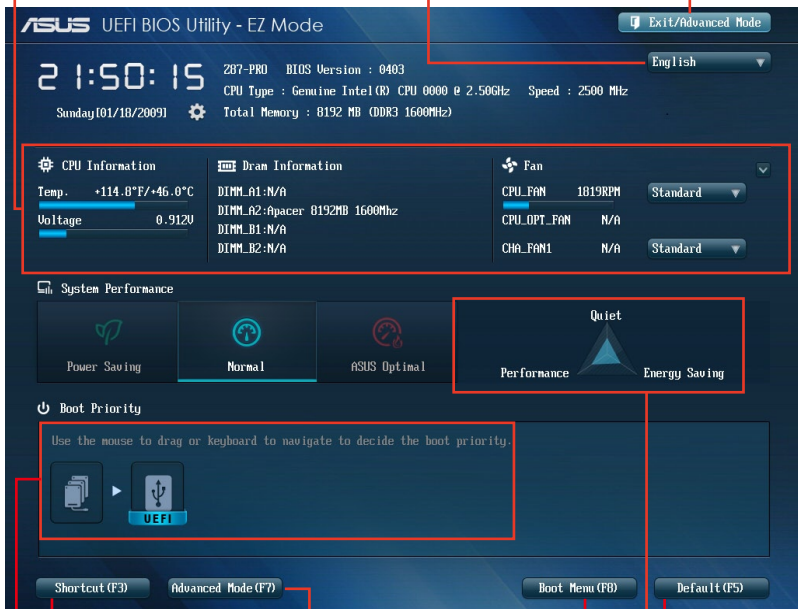 ASUS UEFI BIOS Utility - EZ Mode
Exit/Advanced Mode
English
21:50:15
Sunday[01/18/2009]
Z87-PRO BIOS Version : 0403
CPU Type : Genuine Intel(R) CPU 0000 @ 2.50GHz Speed : 2500 MHz
Total Memory : 8192 MB (DDR3 1600MHz)
CPU Information
Temp. +114.8°F/+46.0°C
Voltage 0.912V
Dram Information
DIMM_A1:N/A
DIMM_A2:Apacer 8192MB 1600Mhz
DIMM_B1:N/A
DIMM_B2:N/A
Fan
CPU_FAN 1819RPM Standard
CPU_OPT_FAN N/A
CHA_FAN1 N/A Standard
System Performance
Power Saving
Normal
ASUS Optimal
Quiet
Performance
Energy Saving
Boot Priority
Use the mouse to drag or keyboard to navigate to decide the boot priority.
UEFI
Shortcut(F3)
Advanced Mode(F7)
Boot Menu(F8)
Default(F5)